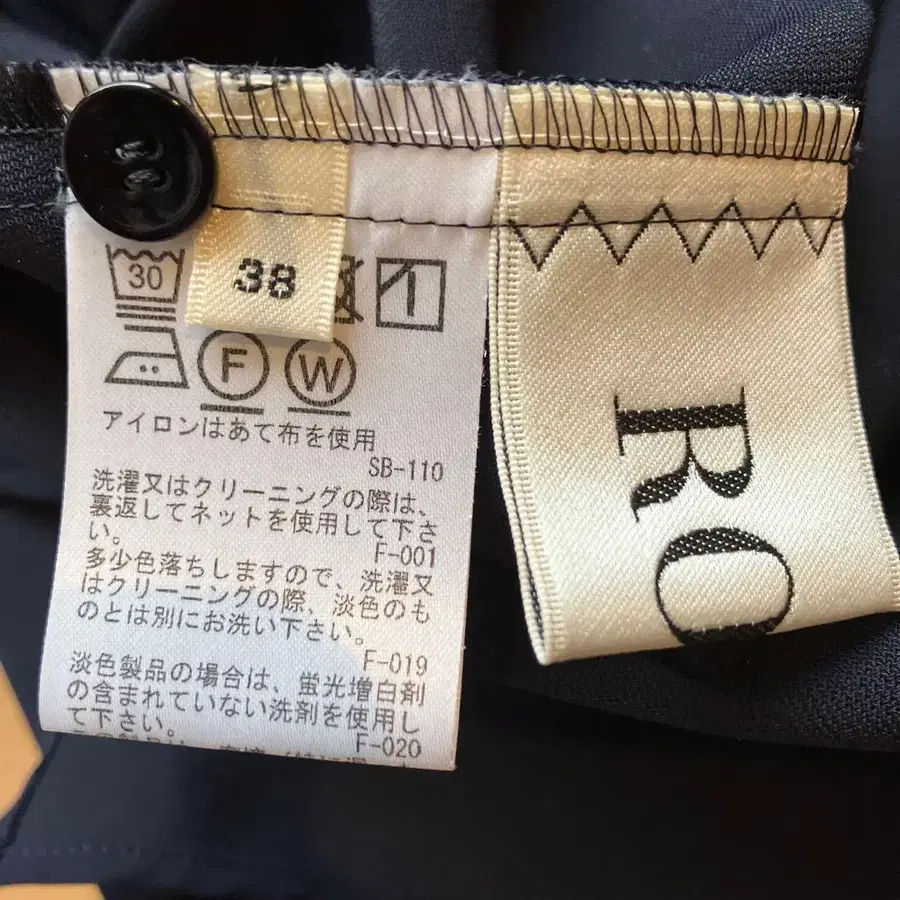 30
38
F
W
アイロンはあて布を使用
SB-110
洗濯又はクリーニングの際は、
裏返してネットを使用して下さ
い。
F-001
多少色落ちしますので、洗濯又
はクリーニングの際、淡色のも
のとは別にお洗い下さい。
F-019
淡色製品の場合は、蛍光増白剤
の含まれていない洗剤を使用し
て下さい。
F-020
RO